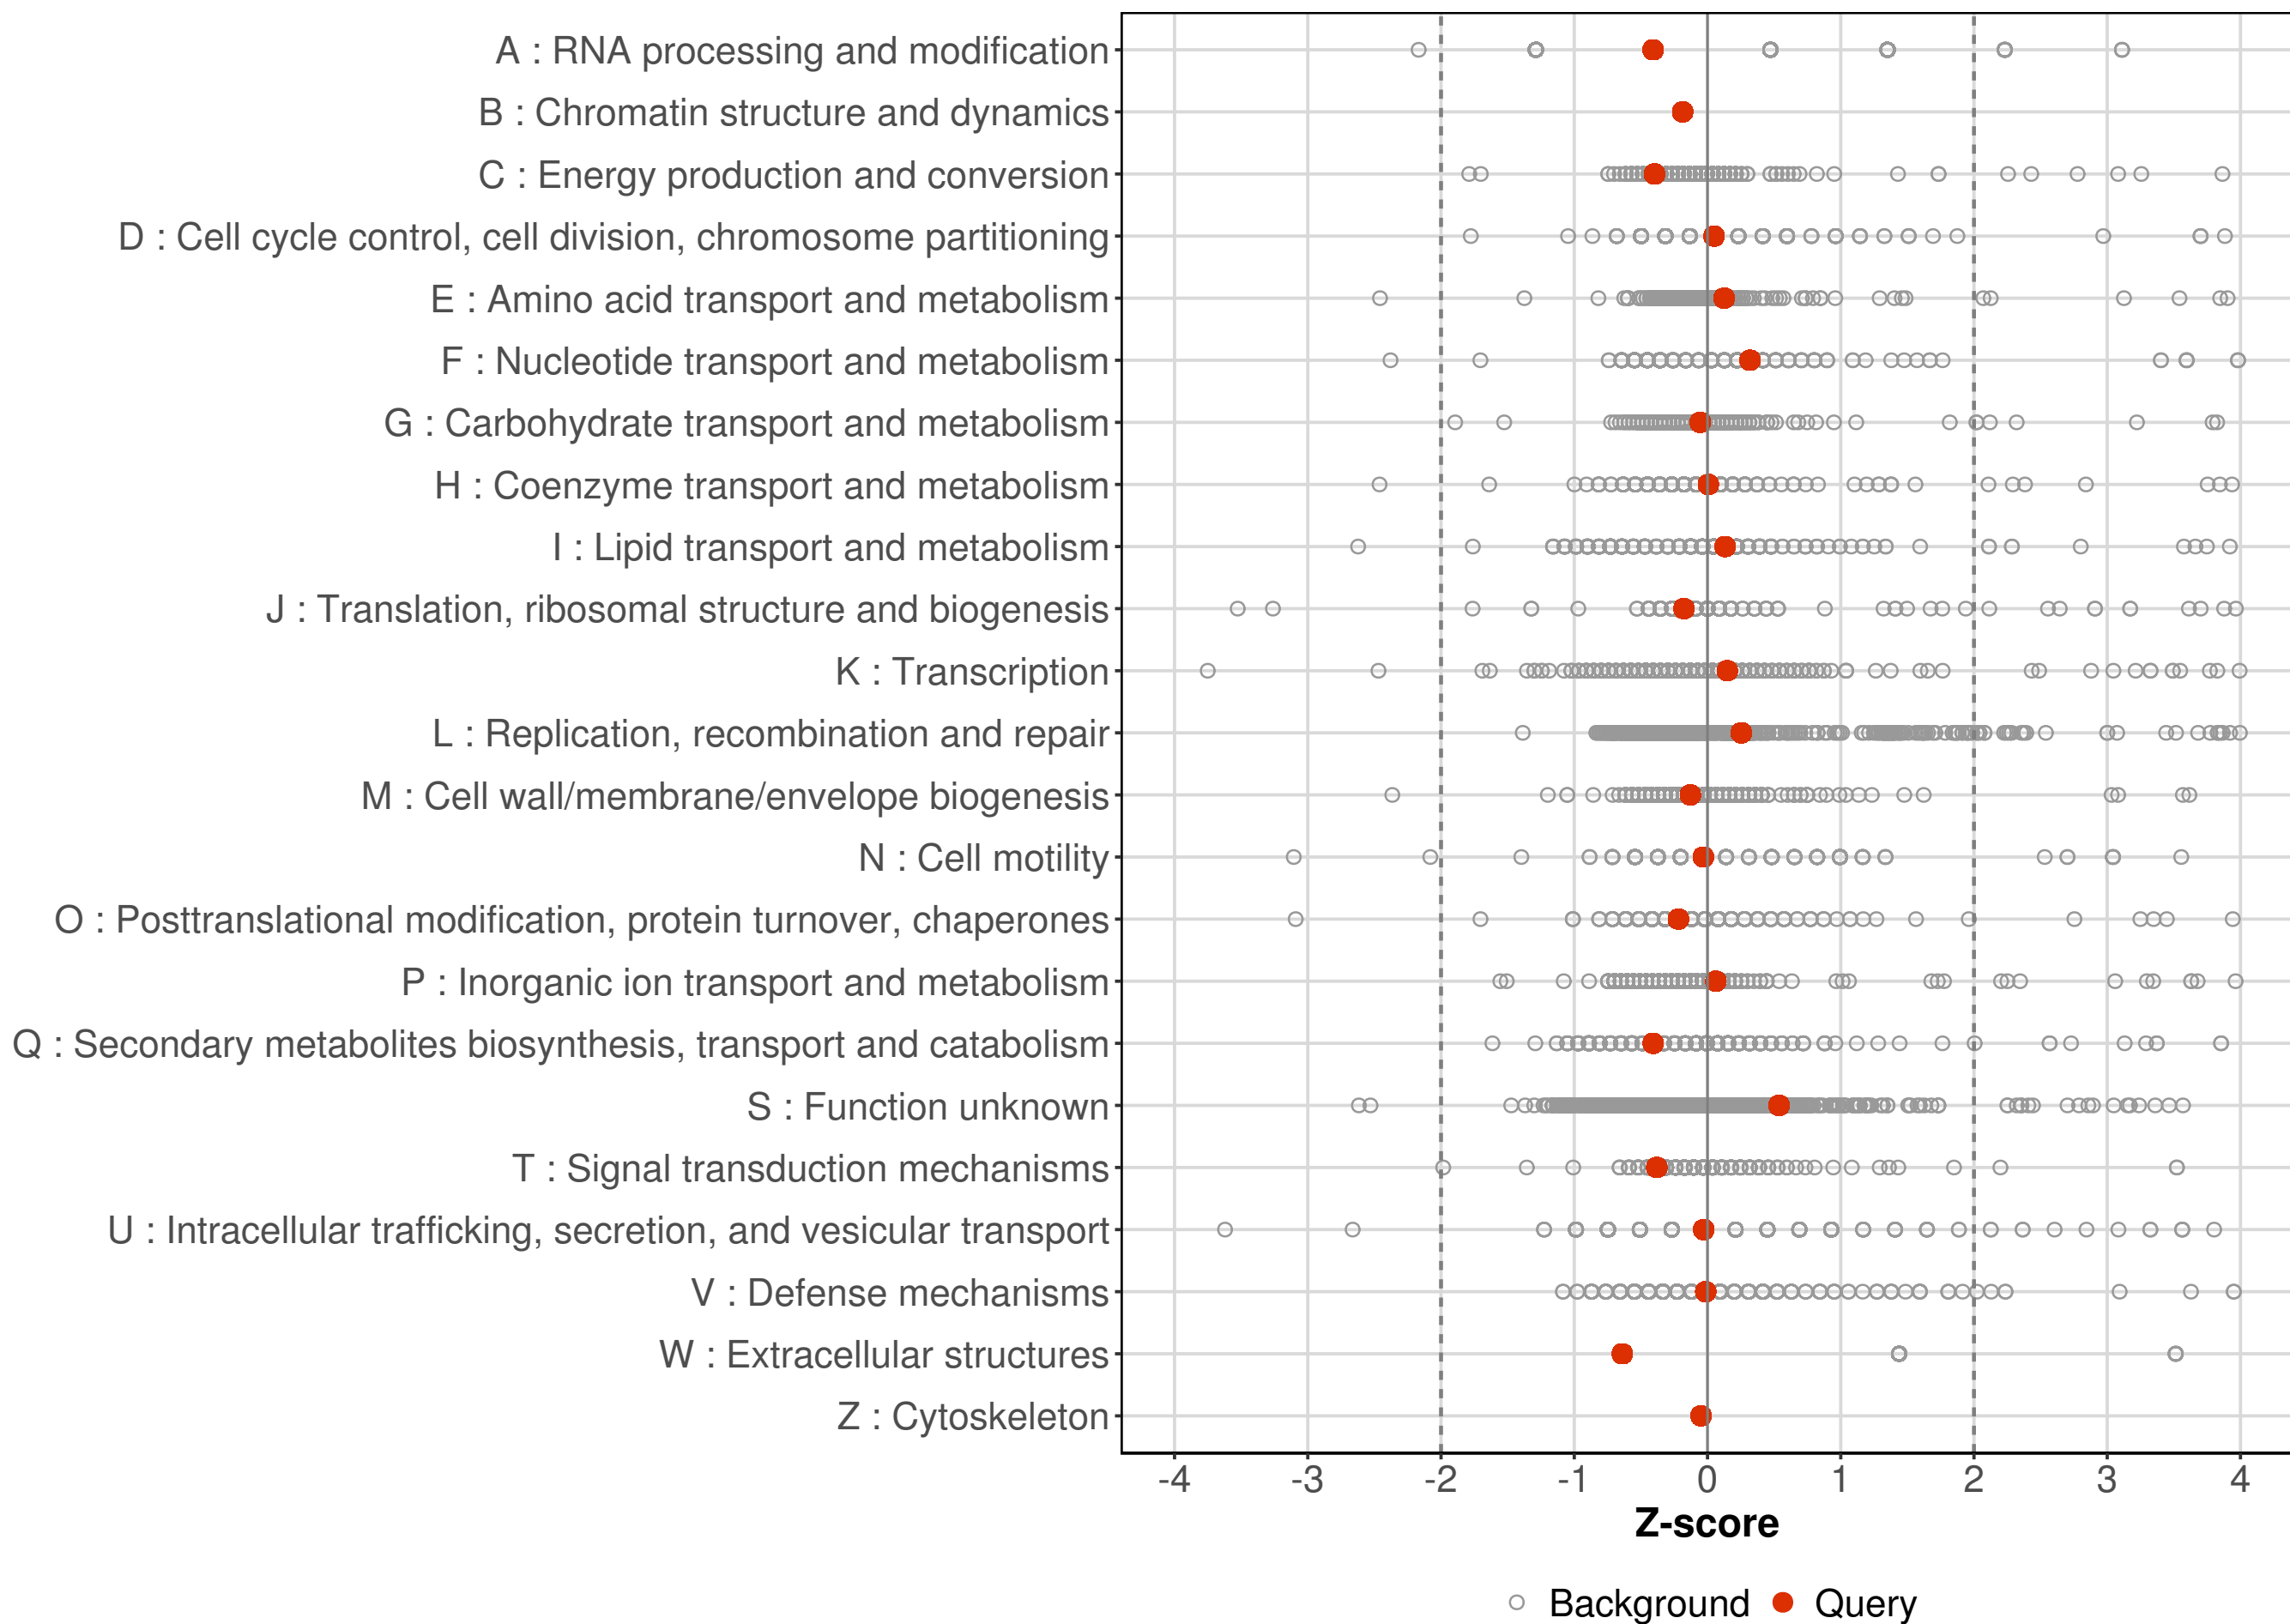 A : RNA processing and modification
B : Chromatin structure and dynamics
C : Energy production and conversion
D : Cell cycle control, cell division, chromosome partitioning
E : Amino acid transport and metabolism
F : Nucleotide transport and metabolism
G : Carbohydrate transport and metabolism
H : Coenzyme transport and metabolism
I : Lipid transport and metabolism
J : Translation, ribosomal structure and biogenesis
K : Transcription
L : Replication, recombination and repair
M : Cell wall/membrane/envelope biogenesis
N : Cell motility
O : Posttranslational modification, protein turnover, chaperones
P : Inorganic ion transport and metabolism
Q : Secondary metabolites biosynthesis, transport and catabolism
S : Function unknown
T : Signal transduction mechanisms
U : Intracellular trafficking, secretion, and vesicular transport
V : Defense mechanisms
W : Extracellular structures
Z : Cytoskeleton
-4 -3 -2 -1 0 1 2 3 4
Z-score
Background Query